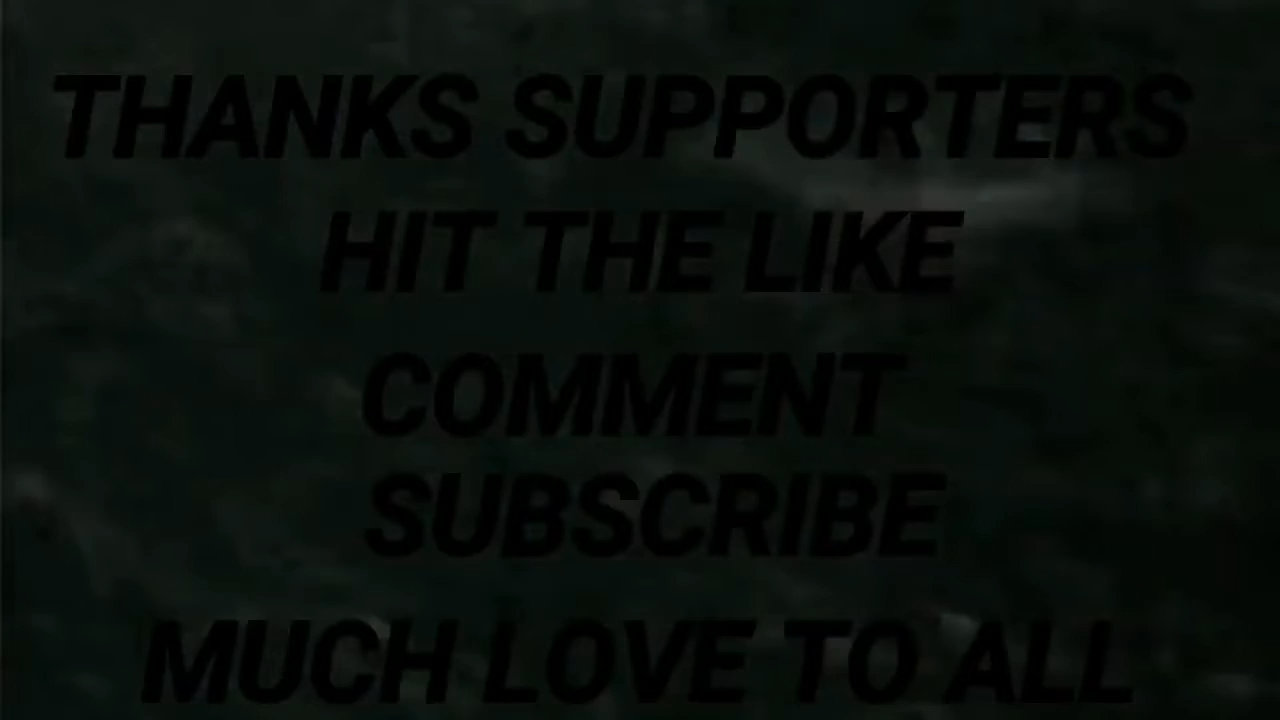 THANKS SUPPORTERS
HIT THE LIKE
COMMENT
SUBSCRIBE
MUCH LOVE TO ALL